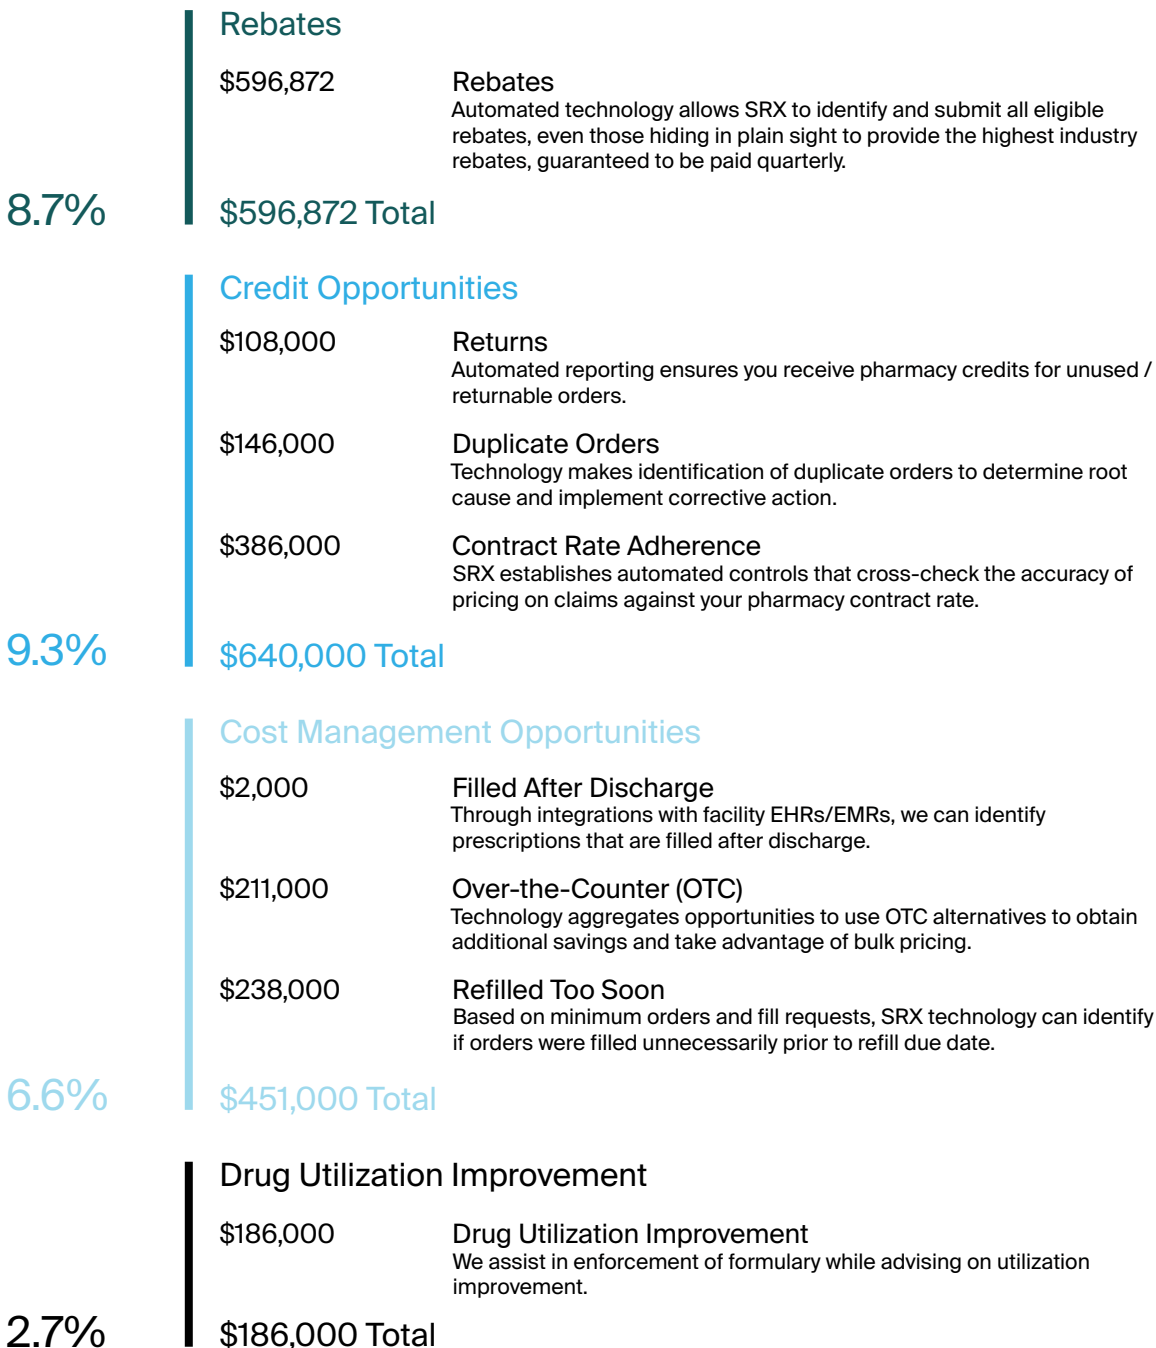 Rebates
$596,872 Rebates
Automated technology allows SRX to identify and submit all eligible
rebates, even those hiding in plain sight to provide the highest industry
rebates, guaranteed to be paid quarterly.
8.7% $596,872 Total
Credit Opportunities
$108,000 Returns
Automated reporting ensures you receive pharmacy credits for unused /
returnable orders.
$146,000 Duplicate Orders
Technology makes identification of duplicate orders to determine root
cause and implement corrective action.
$386,000 Contract Rate Adherence
SRX establishes automated controls that cross-check the accuracy of
pricing on claims against your pharmacy contract rate.
9.3% $640,000 Total
Cost Management Opportunities
$2,000 Filled After Discharge
Through integrations with facility EHRs/EMRs, we can identify
prescriptions that are filled after discharge.
$211,000 Over-the-Counter (OTC)
Technology aggregates opportunities to use OTC alternatives to obtain
additional savings and take advantage of bulk pricing.
$238,000 Refilled Too Soon
Based on minimum orders and fill requests, SRX technology can identify
if orders were filled unnecessarily prior to refill due date.
6.6% $451,000 Total
Drug Utilization Improvement
$186,000 Drug Utilization Improvement
We assist in enforcement of formulary while advising on utilization
improvement.
2.7% $186,000 Total